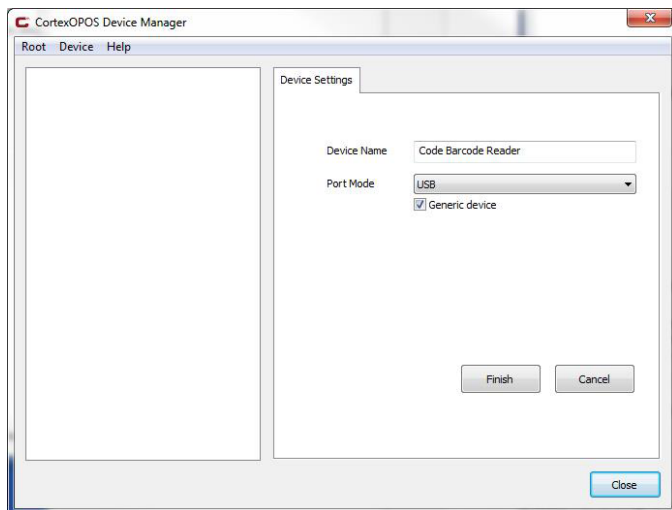 CortexOPOS Device Manager
Root Device Help
Device Settings
Device Name Code Barcode Reader
Port Mode USB
Generic device
Finish Cancel
Close